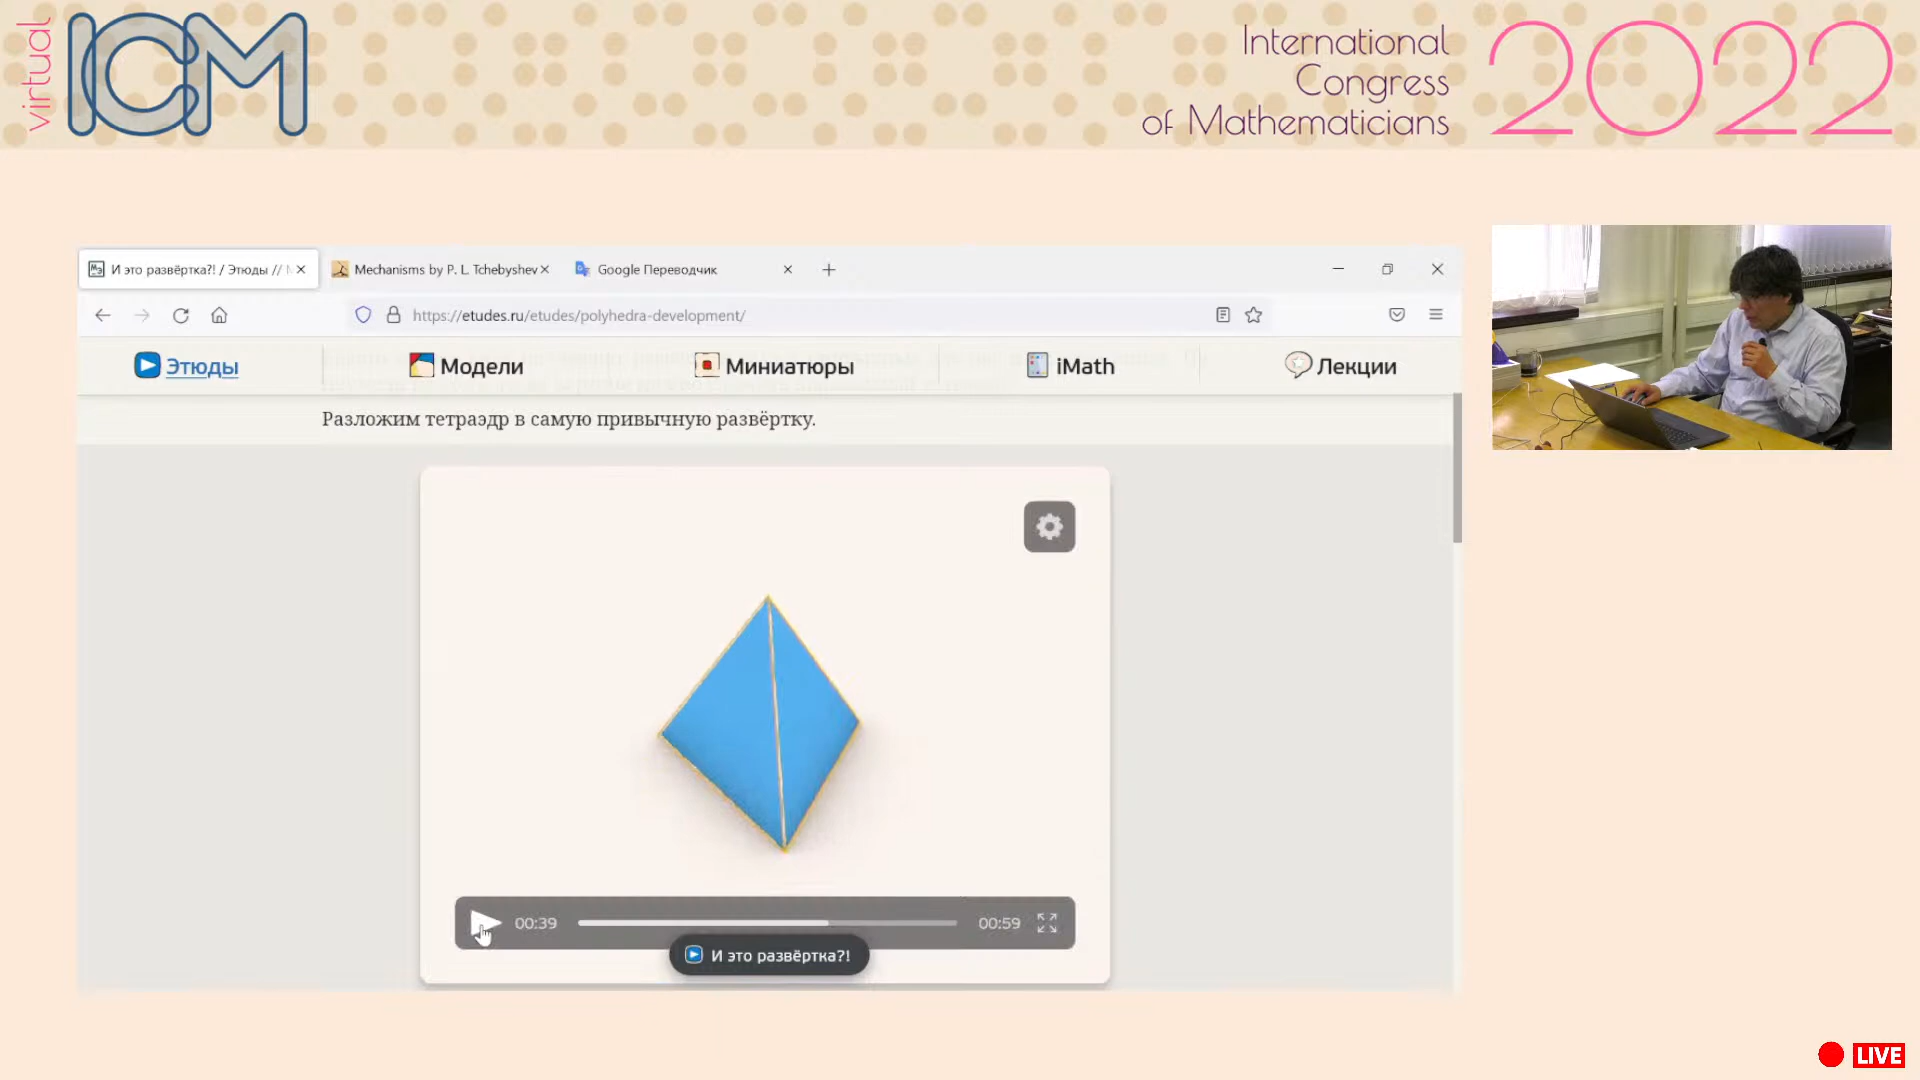 virtual
ICM
International
Congress
of Mathematicians
2022
И это развёртка?! / Этюды //
Mechanisms by P. L. Tchebyshev
Google Переводчик
https://etudes.ru/etudes/polyhedra-development/
Этюды
Модели
Миниатюры
iMath
Лекции
Разложим тетраэдр в самую привычную развёртку.
00:39
00:59
И это развёртка?!
LIVE